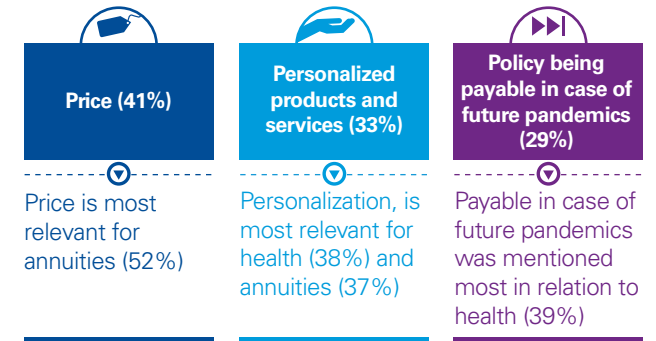 Price (41%)
Price is most
relevant for
annuities (52%)
Personalized
products and
services (33%)
Personalization, is
most relevant for
health (38%) and
annuities (37%)
Policy being
payable in case of
future pandemics
(29%)
Payable in case of
future pandemics
was mentioned
most in relation to
health (39%)